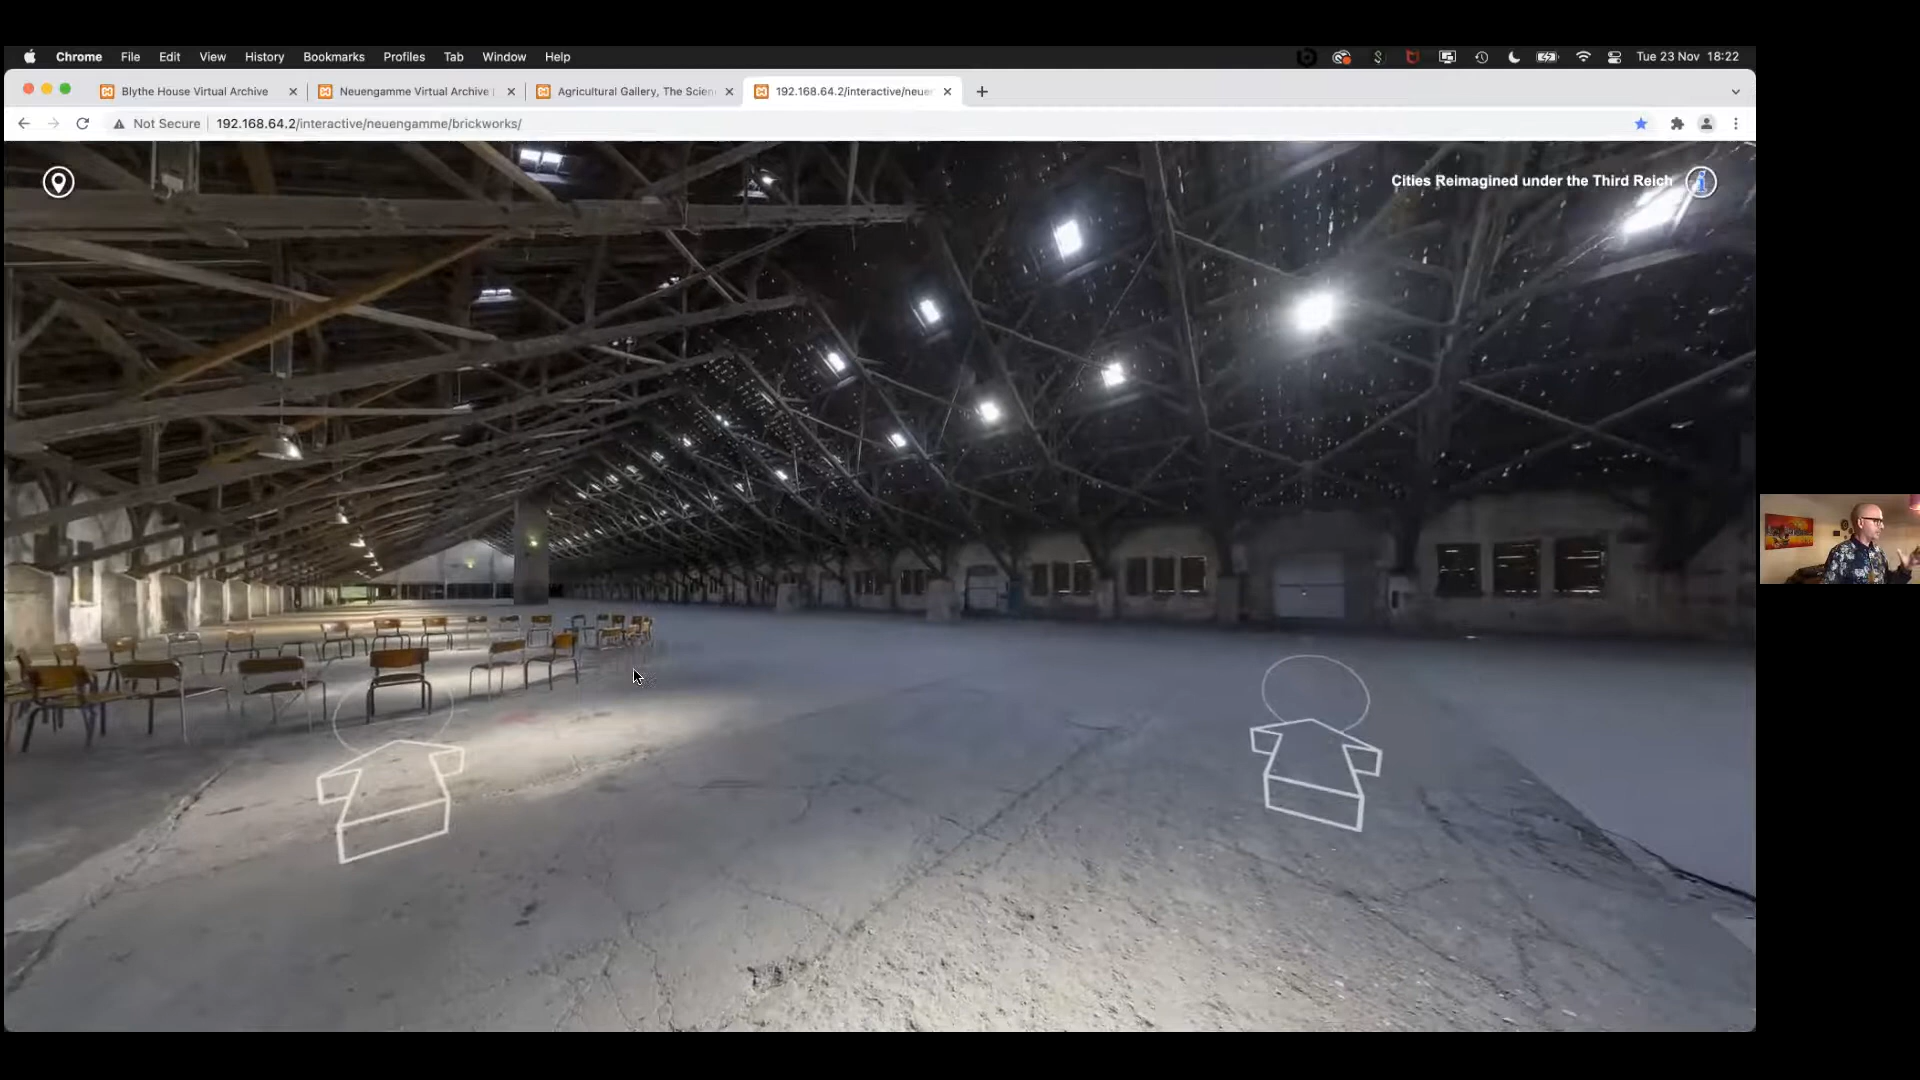 Chrome File Edit View History Bookmarks Profiles Tab Window Help Tue 23 Nov 18:22
Blythe House Virtual Archive Neuengamme Virtual Archive Agricultural Gallery, The Scien 192.168.64.2/interactive/neue
Not Secure 192.168.64.2/interactive/neuengamme/brickworks/
Cities Reimagined under the Third Reich i